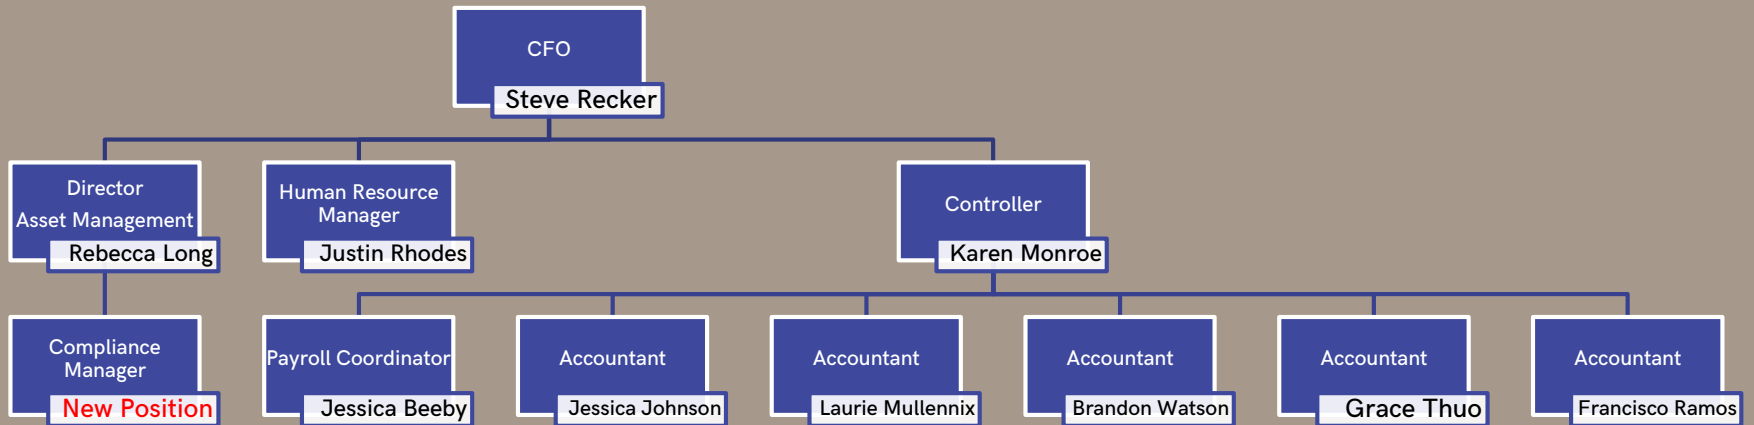 CFO
Steve Recker
Director
Asset Management
Rebecca Long
Human Resource
Manager
Justin Rhodes
Controller
Karen Monroe
Compliance
Manager
New Position
Payroll Coordinator
Jessica Beeby
Accountant
Jessica Johnson
Accountant
Laurie Mullennix
Accountant
Brandon Watson
Accountant
Grace Thuo
Accountant
Francisco Ramos